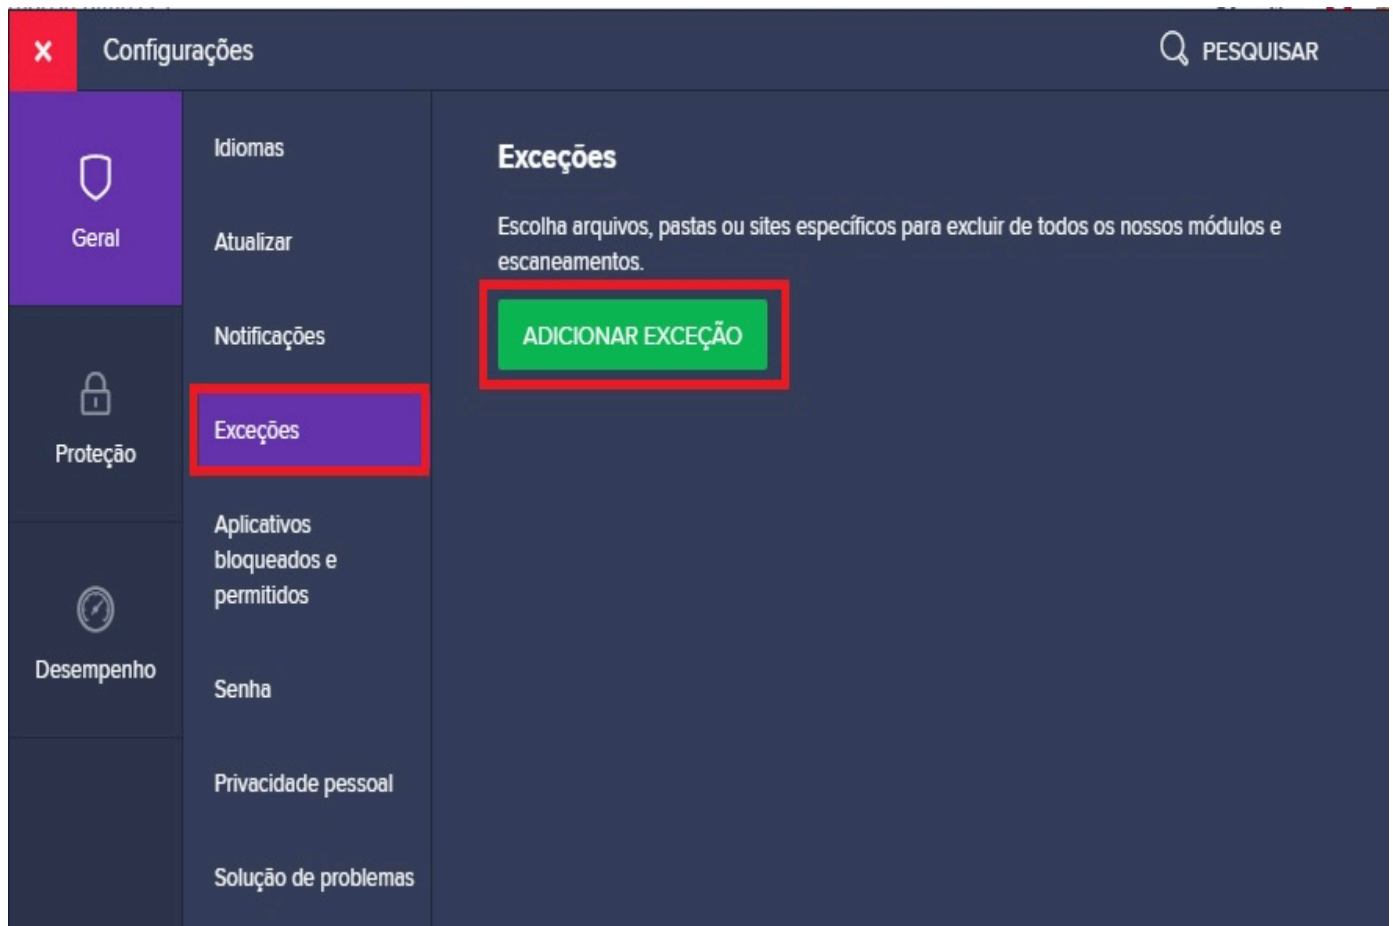 Configurações
PESQUISAR
Geral
Proteção
Desempenho
Idiomas
Atualizar
Notificações
Exceções
Aplicativos
bloqueados e
permitidos
Senha
Privacidade pessoal
Solução de problemas
Exceções
Escolha arquivos, pastas ou sites específicos para excluir de todos os nossos módulos e
escaneamentos.
ADICIONAR EXCEÇÃO